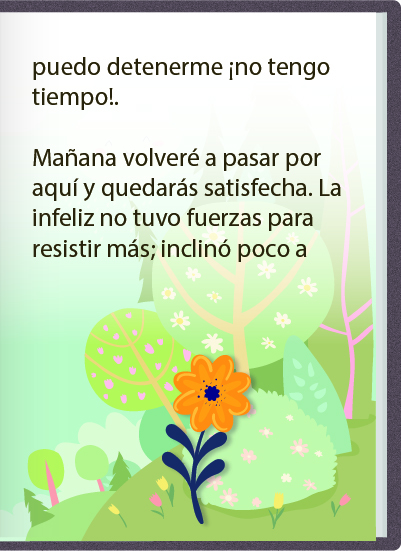 puedo detenerme ¡no tengo
tiempo!.
Mañana volveré a pasar por
aquí y quedarás satisfecha. La
infeliz no tuvo fuerzas para
resistir más; inclinó poco a